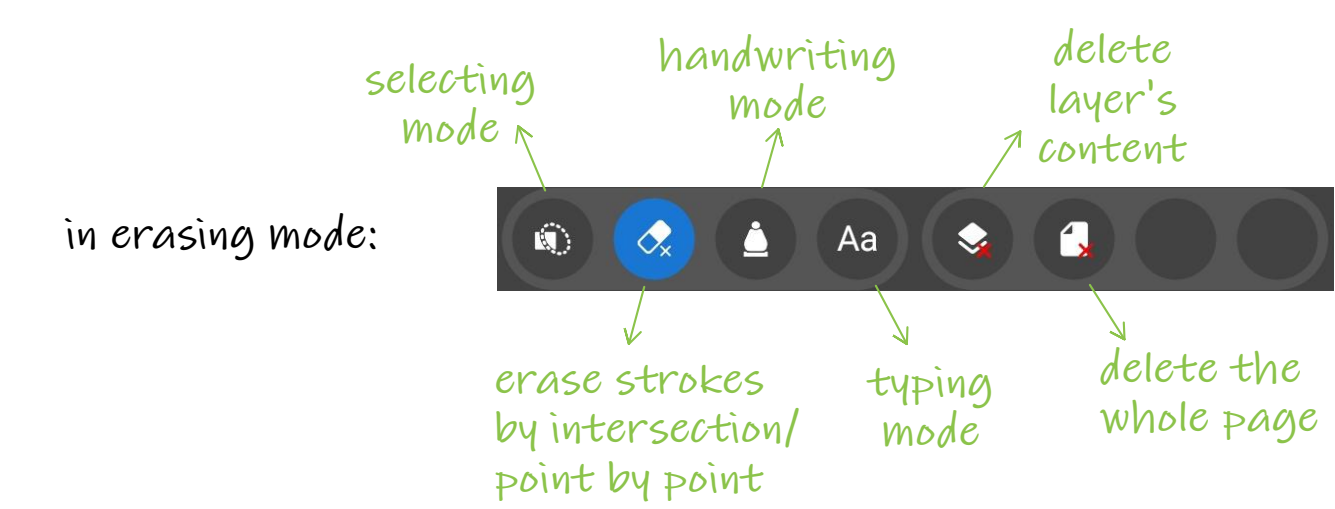 selecting
mode
handwriting
mode
delete
layer's
content
in erasing mode:
Aa
erase strokes
by intersection/
point by point
typing
mode
delete the
whole page